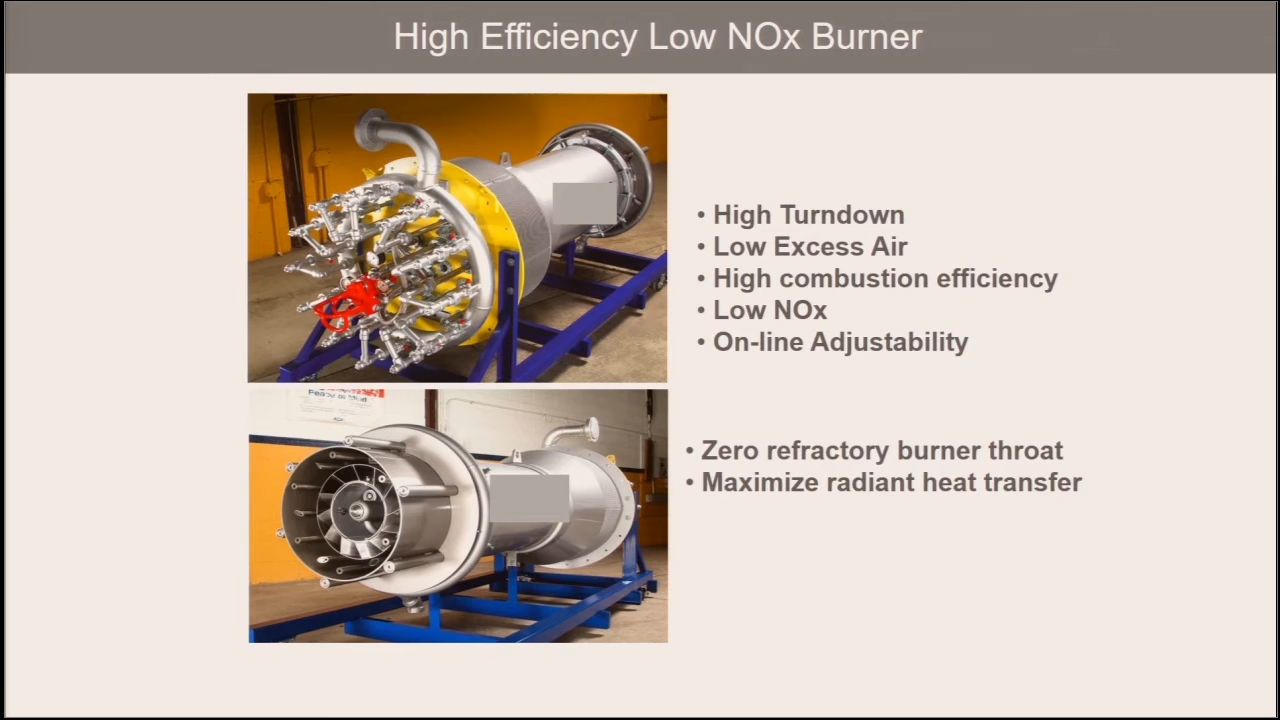 High Efficiency Low NOx Burner
• High Turndown
• Low Excess Air
• High combustion efficiency
• Low NOx
• On-line Adjustability
• Zero refractory burner throat
• Maximize radiant heat transfer